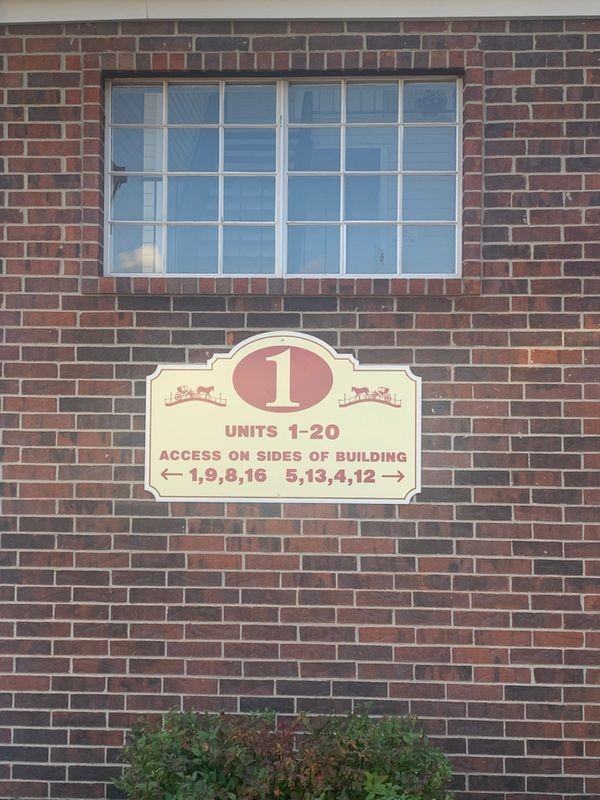 1
UNITS 1-20
ACCESS ON SIDES OF BUILDING
← 1,9,8,16 5,13,4,12 →